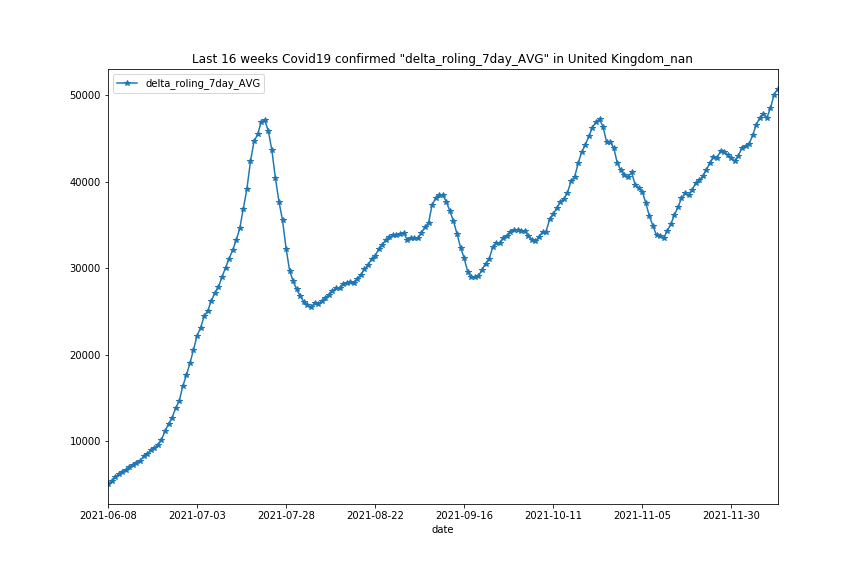 Last 16 weeks Covid19 confirmed "delta_roling_7day_AVG" in United Kingdom_nan
delta_roling_7day_AVG
50000
40000
30000
20000
10000
2021-06-08 2021-07-03 2021-07-28 2021-08-22 2021-09-16 2021-10-11 2021-11-05 2021-11-30
date